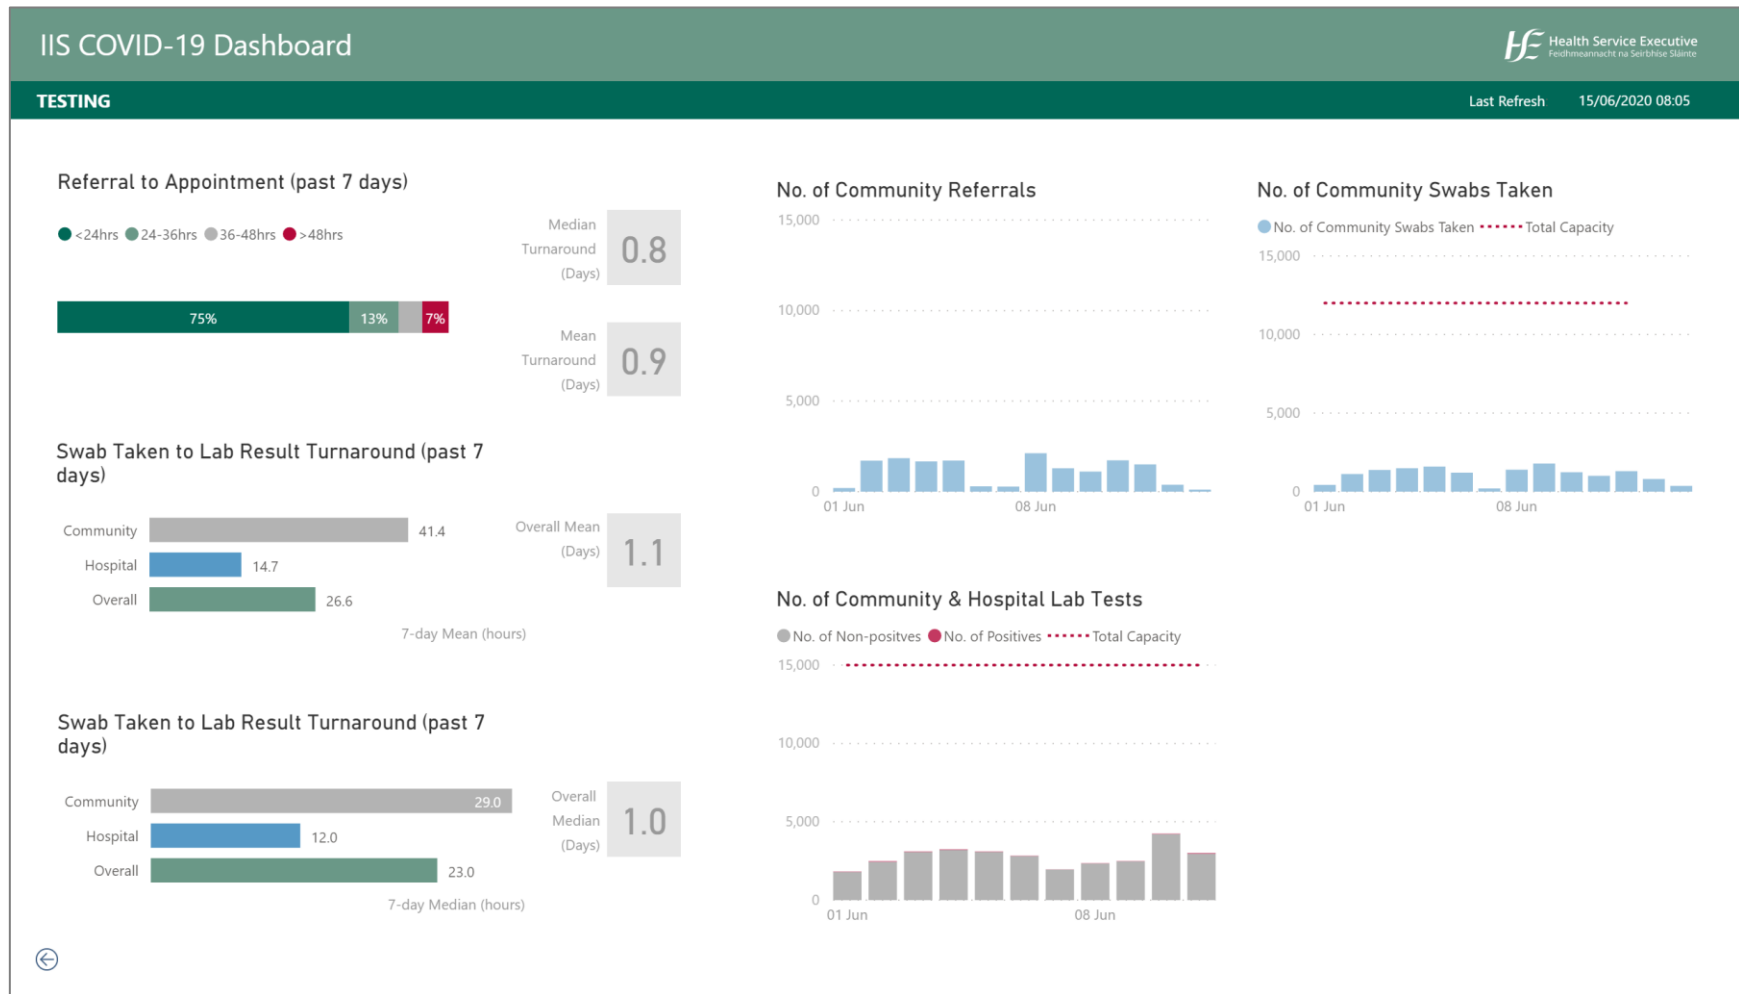 IIS COVID-19 Dashboard
Health Service Executive
Feidhmeannacht na Seirbhíse Sláinte
TESTING
Last Refresh 15/06/2020 08:05
Referral to Appointment (past 7 days)
<24hrs 24-36hrs 36-48hrs >48hrs
75% 13% 7%
Median
Turnaround
(Days)
0.8
Mean
Turnaround
(Days)
0.9
Swab Taken to Lab Result Turnaround (past 7
days)
Community 41.4
Hospital 14.7
Overall 26.6
7-day Mean (hours)
Overall Mean
(Days)
1.1
Swab Taken to Lab Result Turnaround (past 7
days)
Community 29.0
Hospital 12.0
Overall 23.0
7-day Median (hours)
Overall
Median
(Days)
1.0
No. of Community Referrals
15,000
10,000
5,000
0
01 Jun 08 Jun
No. of Community Swabs Taken
No. of Community Swabs Taken Total Capacity
15,000
10,000
5,000
0
01 Jun 08 Jun
No. of Community & Hospital Lab Tests
No. of Non-positves No. of Positives Total Capacity
15,000
10,000
5,000
0
01 Jun 08 Jun